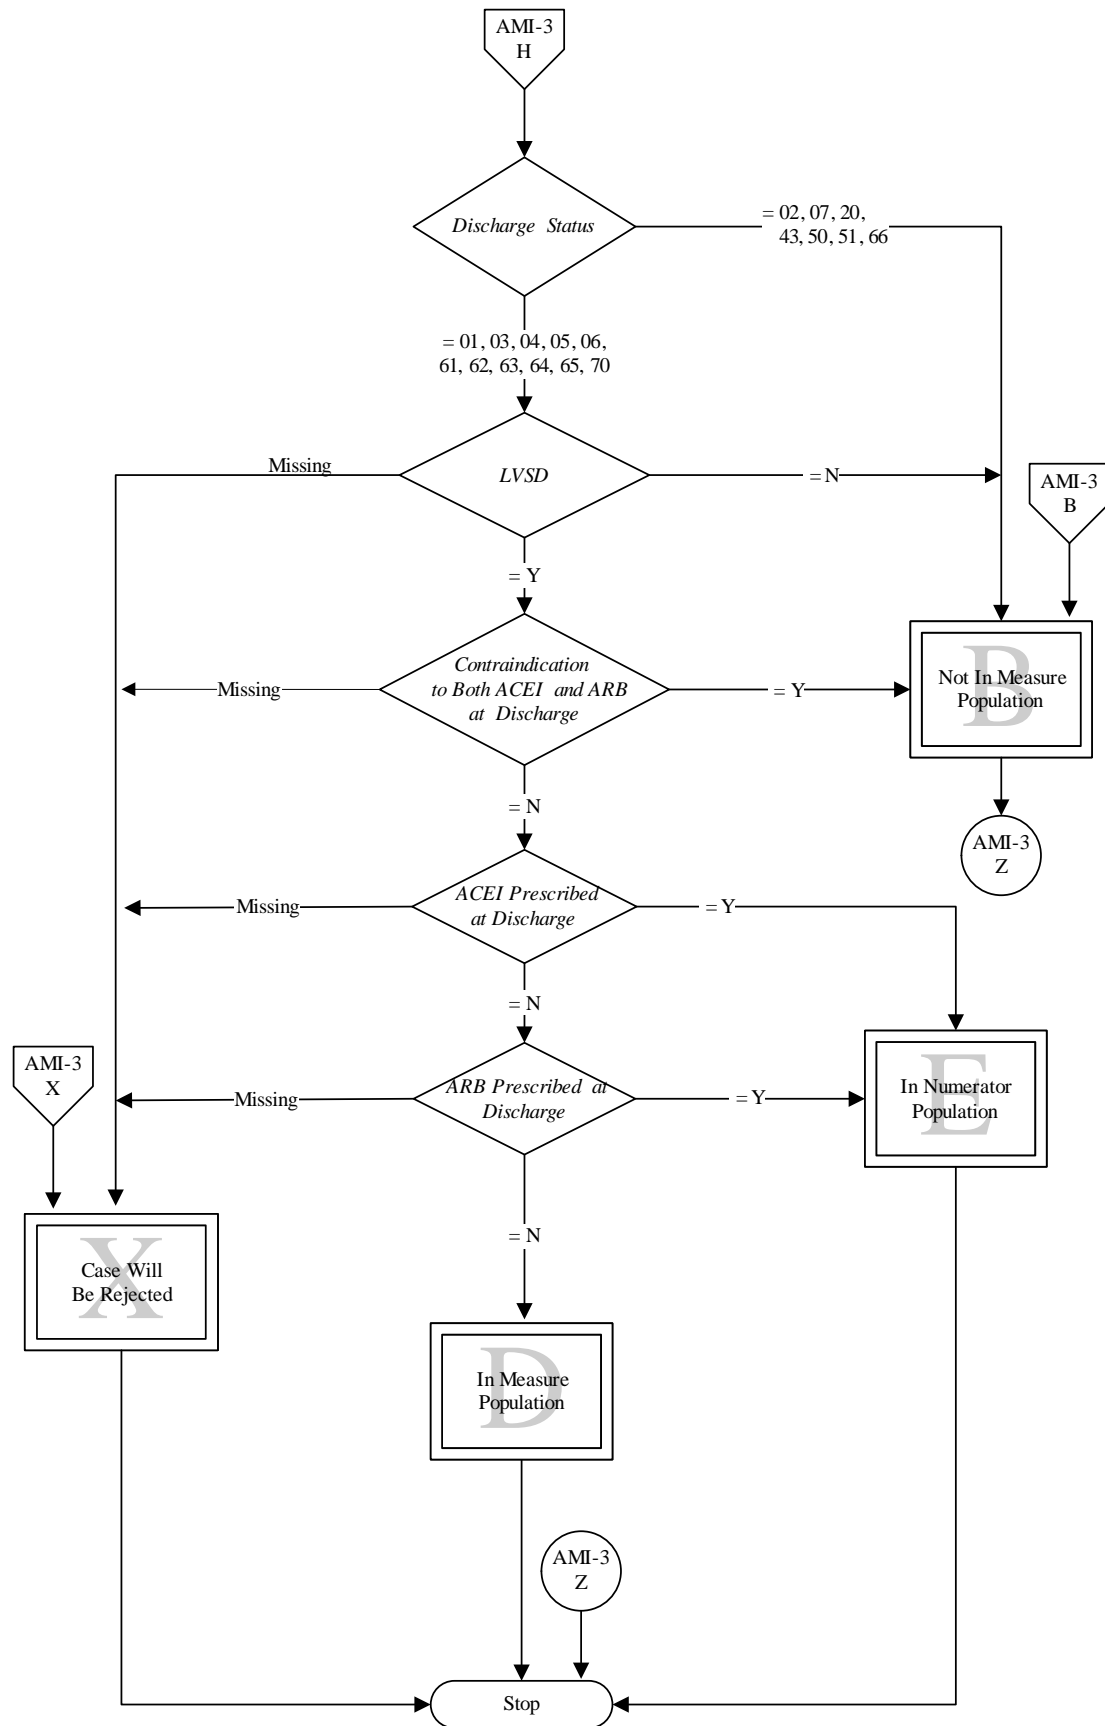 AMI-3
H
Discharge Status
= 02, 07, 20,
43, 50, 51, 66
= 01, 03, 04, 05, 06,
61, 62, 63, 64, 65, 70
Missing
LVSD
= N
AMI-3
B
= Y
Contraindication
to Both ACEI and ARB
at Discharge
Missing
= Y
B
Not In Measure
Population
= N
AMI-3
Z
ACEI Prescribed
at Discharge
Missing
= Y
= N
AMI-3
X
ARB Prescribed at
Discharge
Missing
= Y
E
In Numerator
Population
= N
X
Case Will
Be Rejected
D
In Measure
Population
AMI-3
Z
Stop